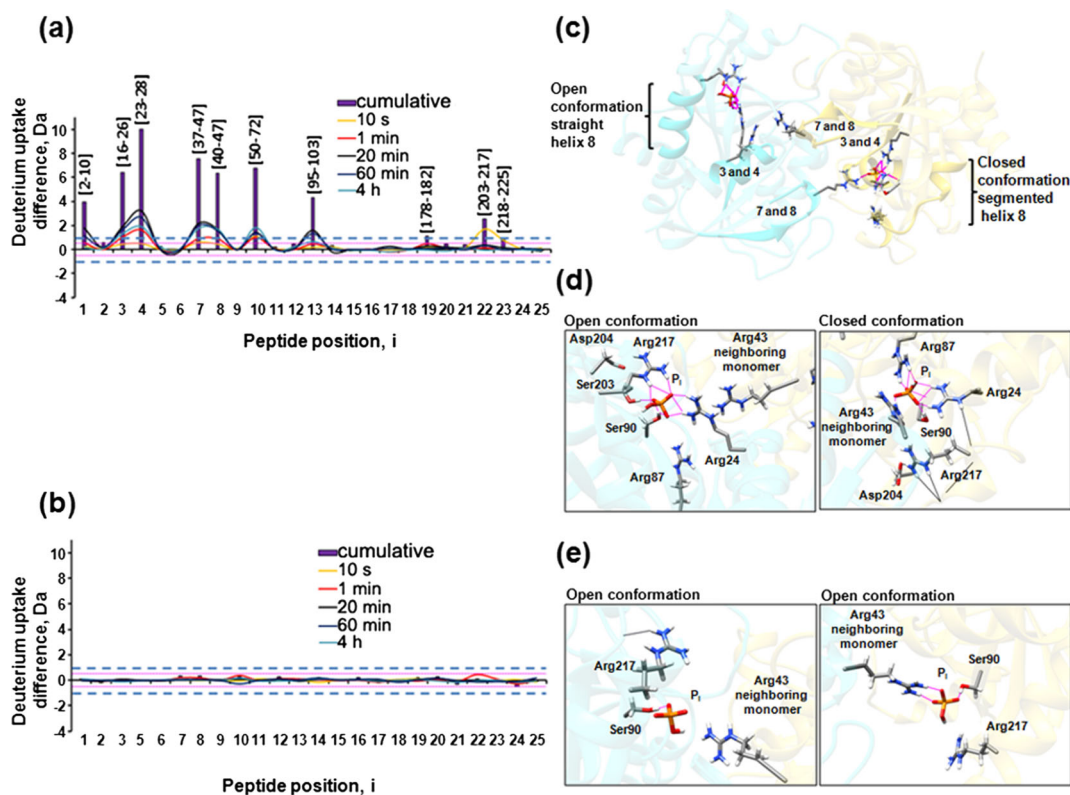 (a)
Deuterium uptake
difference, Da
10
8
6
4
2
0
-2
-4
[2-10]
[16-26]
[23-28]
[37-47]
[40-47]
[50-72]
[95-103]
[178-182]
[203-217]
[218-225]
cumulative
10 s
1 min
20 min
60 min
4 h
1 2 3 4 5 6 7 8 9 10 11 12 13 14 15 16 17 18 19 20 21 22 23 24 25
Peptide position, i
(b)
Deuterium uptake
difference, Da
10
8
6
4
2
0
-2
-4
cumulative
10 s
1 min
20 min
60 min
4 h
1 2 3 4 5 6 7 8 9 10 11 12 13 14 15 16 17 18 19 20 21 22 23 24 25
Peptide position, i
(c)
Open
conformation
straight
helix 8
7 and 8
3 and 4
3 and 4
7 and 8
Closed
conformation
segmented
helix 8
(d)
Open conformation
Asp204
Arg217
Arg43
neighboring
monomer
Ser203
PI
Ser90
Arg24
Arg87
Closed conformation
Arg87
PI
Arg24
Arg43
neighboring
monomer
Ser90
Arg217
Asp204
(e)
Open conformation
Arg217
PI
Arg43
neighboring
monomer
Ser90
Open conformation
Arg43
neighboring
monomer
PI
Ser90
Arg217